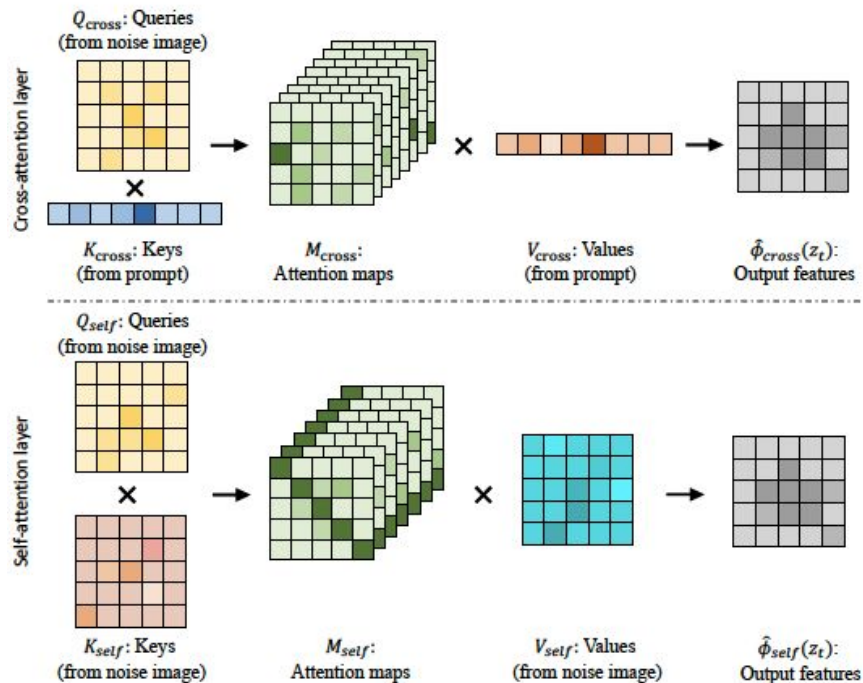 Cross-attention layer
Q_cross: Queries
(from noise image)
K_cross: Keys
(from prompt)
M_cross:
Attention maps
V_cross: Values
(from prompt)
ϕ̂_cross(z_t):
Output features
Self-attention layer
Q_self: Queries
(from noise image)
K_self: Keys
(from noise image)
M_self:
Attention maps
V_self: Values
(from noise image)
ϕ̂_self(z_t):
Output features